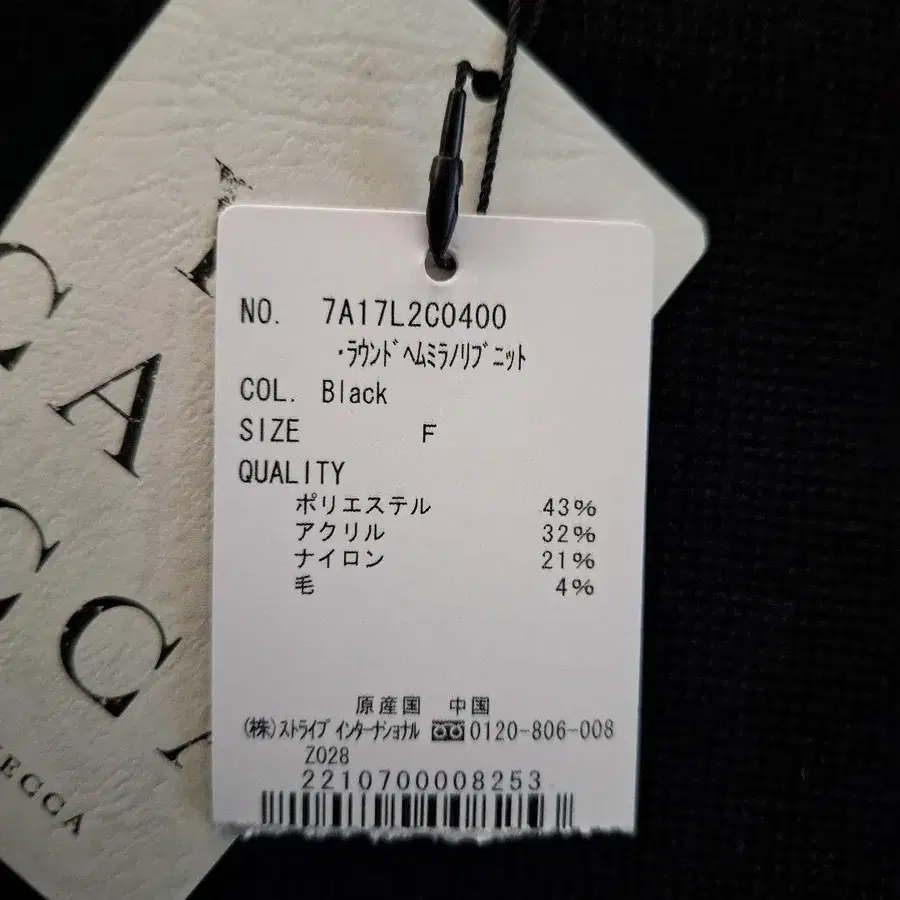 NO. 7A17L2C0400
・ﾗｳﾝﾄﾞﾍﾑﾐﾗﾉﾘﾌﾞﾆｯﾄ
COL. Black
SIZE F
QUALITY
ポリエステル 43%
アクリル 32%
ナイロン 21%
毛 4%
原産国 中国
(株)ｽﾄﾗｲﾌﾟ ｲﾝﾀｰﾅｼｮﾅﾙ 0120-806-008
Z028
2210700008253
CA
C
ECCA